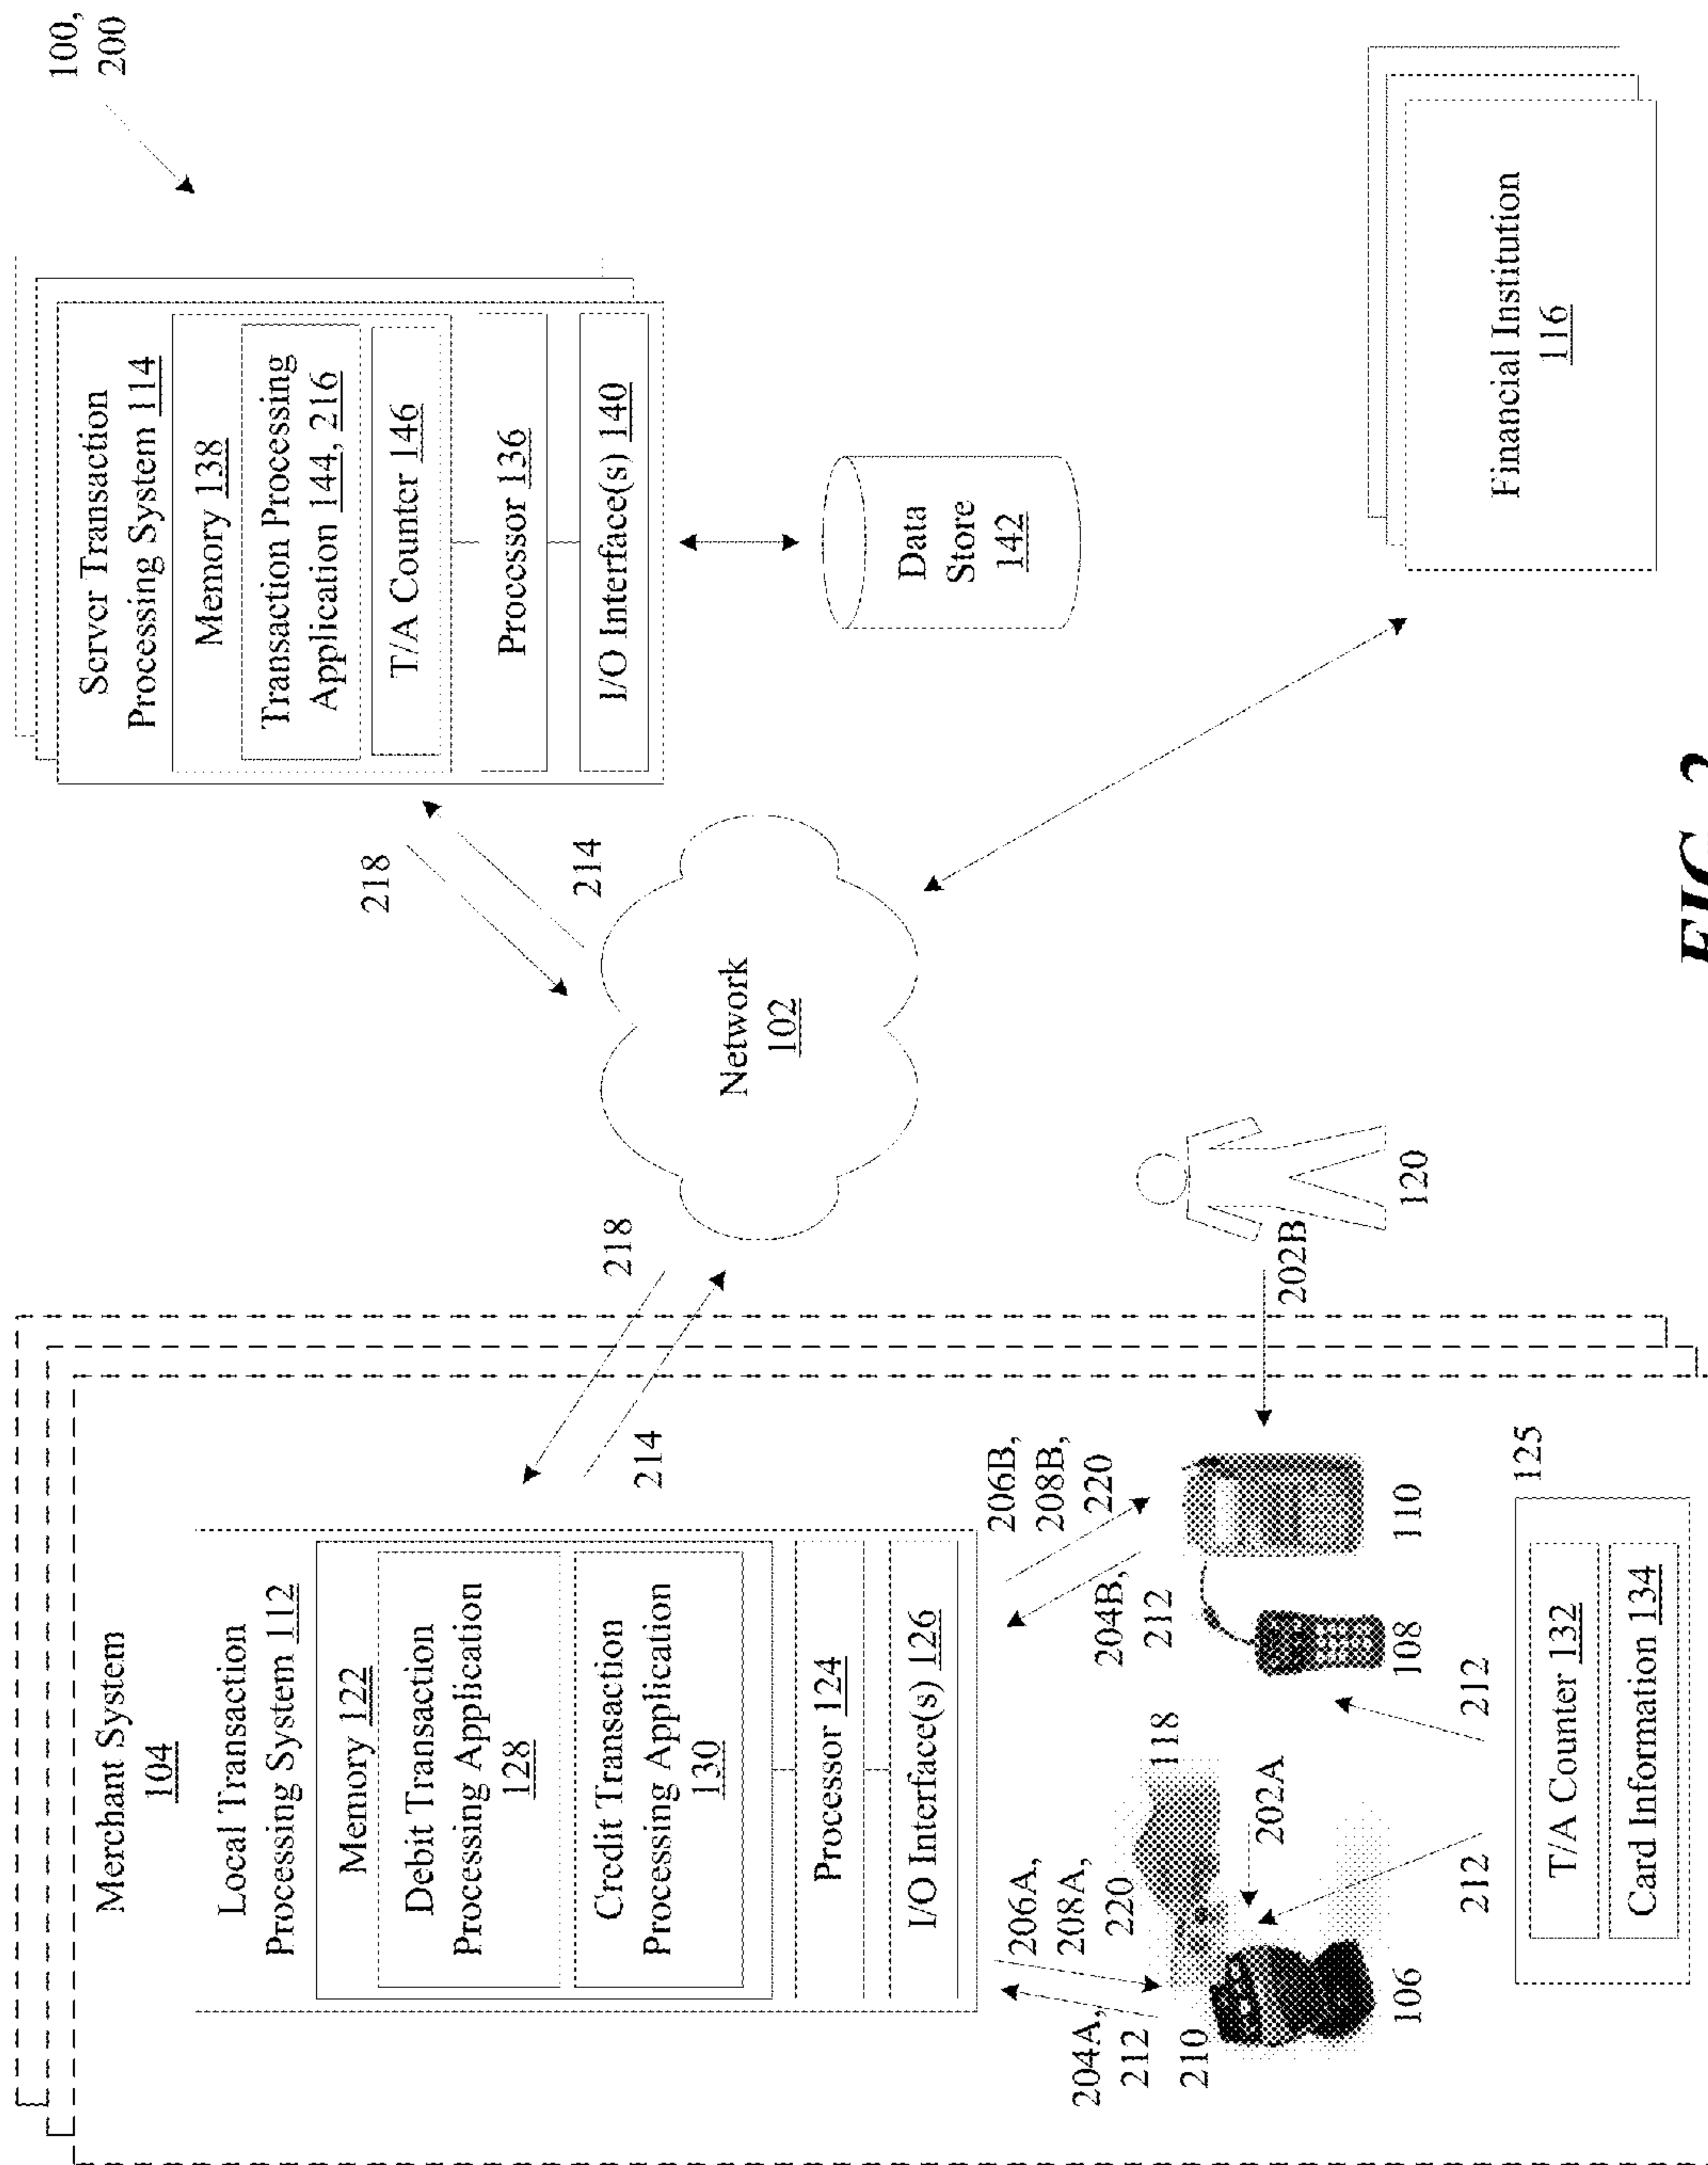 100,
200
Merchant System
104
Local Transaction
Processing System 112
Memory 122
Debit Transaction
Processing Application
128
Credit Transaction
Processing Application
130
Processor 124
I/O Interface(s) 126
204A,
212
210
206A,
208A,
220
118
202A
106
204B,
212
206B,
208B,
220
108
110
212
212
125
T/A Counter 132
Card Information 134
218
214
202B
120
Network
102
218
214
Server Transaction
Processing System 114
Memory 138
Transaction Processing
Application 144, 216
T/A Counter 146
Processor 136
I/O Interface(s) 140
Data
Store
142
Financial Institution
116
FIG. 2